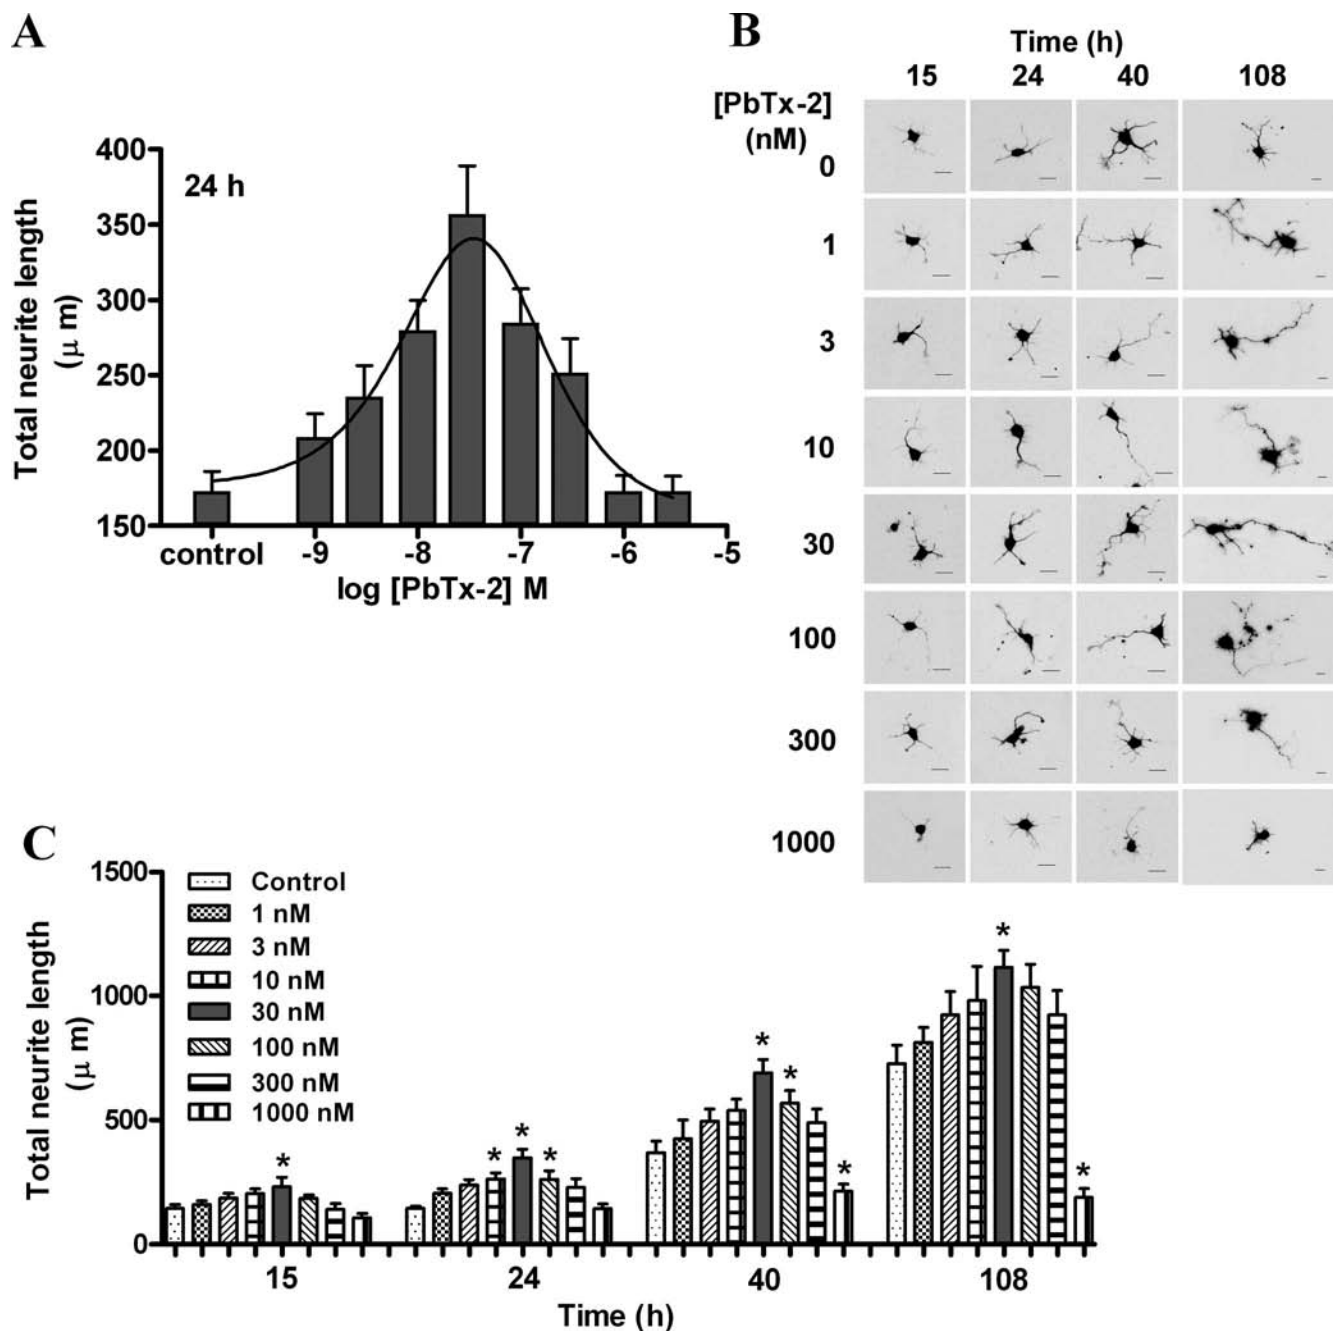 A
400
350
300
250
200
150
Total neurite length
(μ m)
24 h
control -9 -8 -7 -6 -5
log [PbTx-2] M
B
Time (h)
15 24 40 108
[PbTx-2]
(nM)
0
1
3
10
30
100
300
1000
C
1500
1000
500
0
Total neurite length
(μ m)
Control
1 nM
3 nM
10 nM
30 nM
100 nM
300 nM
1000 nM
* * * * * * * * *
15 24 40 108
Time (h)